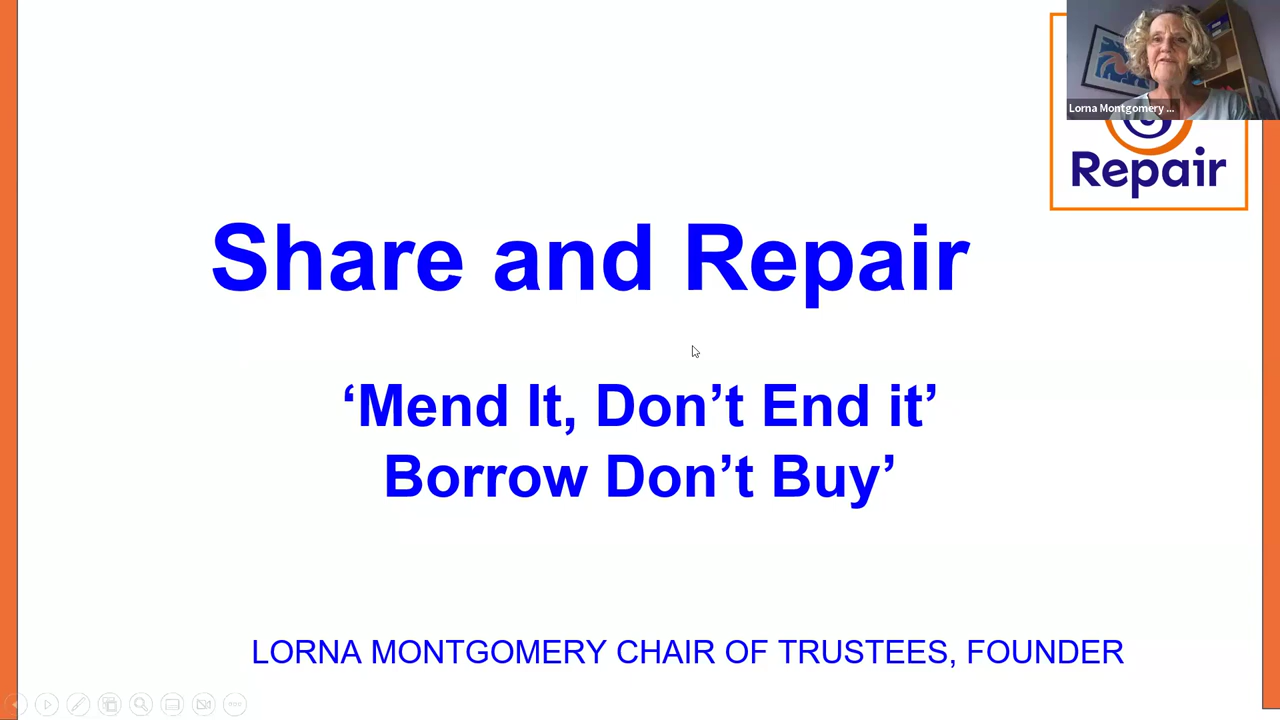 Lorna Montgomery ...
Repair
Share and Repair
‘Mend It, Don’t End it’
Borrow Don’t Buy’
LORNA MONTGOMERY CHAIR OF TRUSTEES, FOUNDER